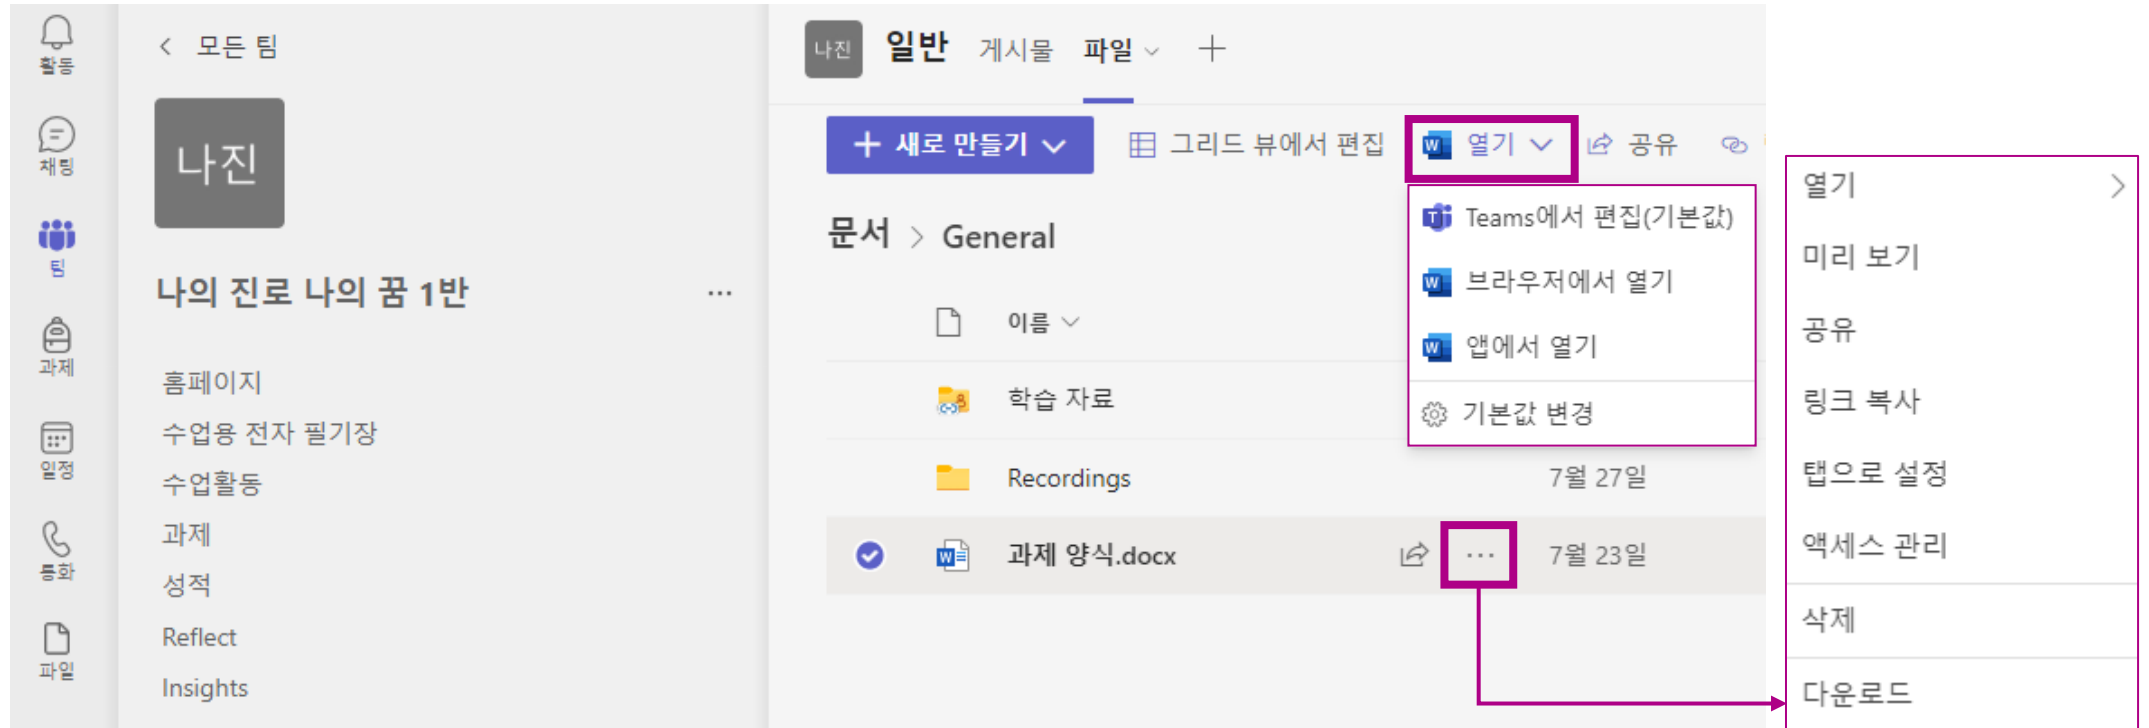 활동
채팅
팀
과제
일정
통화
파일
모든 팀
나진
나의 진로 나의 꿈 1반
...
홈페이지
수업용 전자 필기장
수업활동
과제
성적
Reflect
Insights
나진 일반 게시물 파일
새로 만들기 그리드 뷰에서 편집 열기 공유
문서 > General
이름
학습 자료
Recordings 7월 27일
과제 양식.docx ... 7월 23일
Teams에서 편집(기본값)
브라우저에서 열기
앱에서 열기
기본값 변경
열기 >
미리 보기
공유
링크 복사
탭으로 설정
액세스 관리
삭제
다운로드